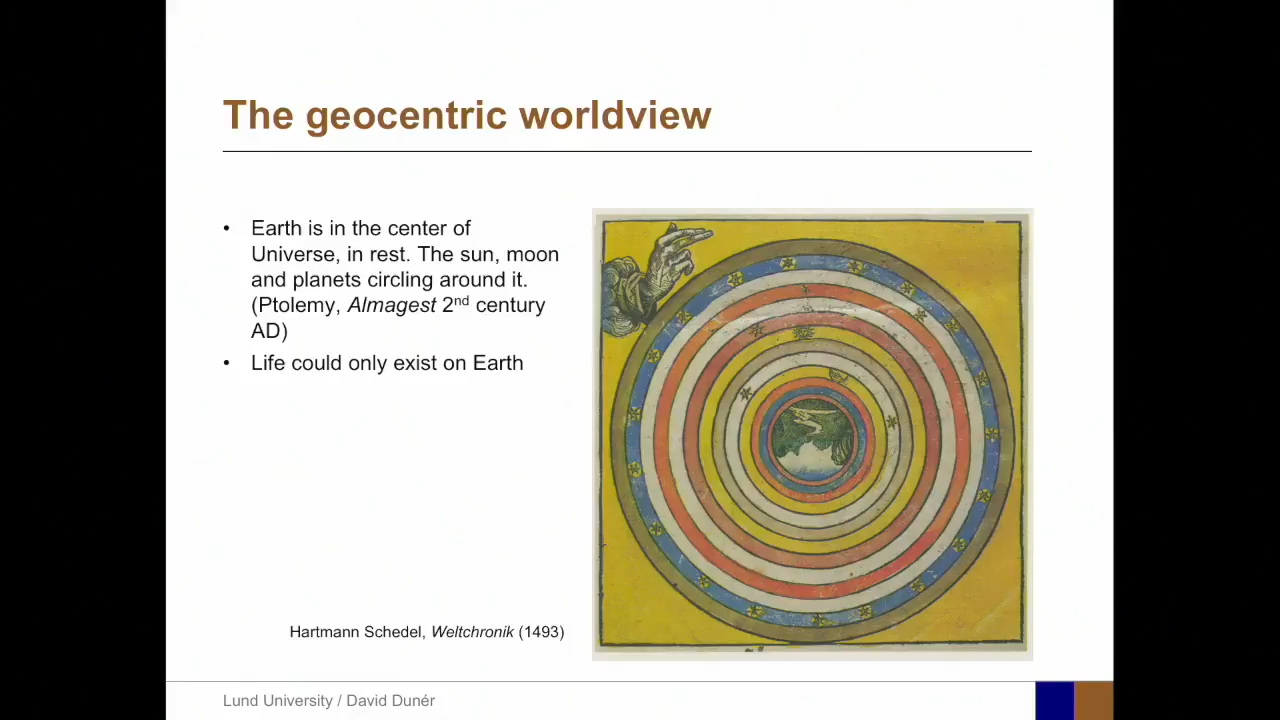 The geocentric worldview
• Earth is in the center of
Universe, in rest. The sun, moon
and planets circling around it.
(Ptolemy, Almagest 2nd century
AD)
• Life could only exist on Earth
Hartmann Schedel, Weltchronik (1493)
Lund University / David Dunér